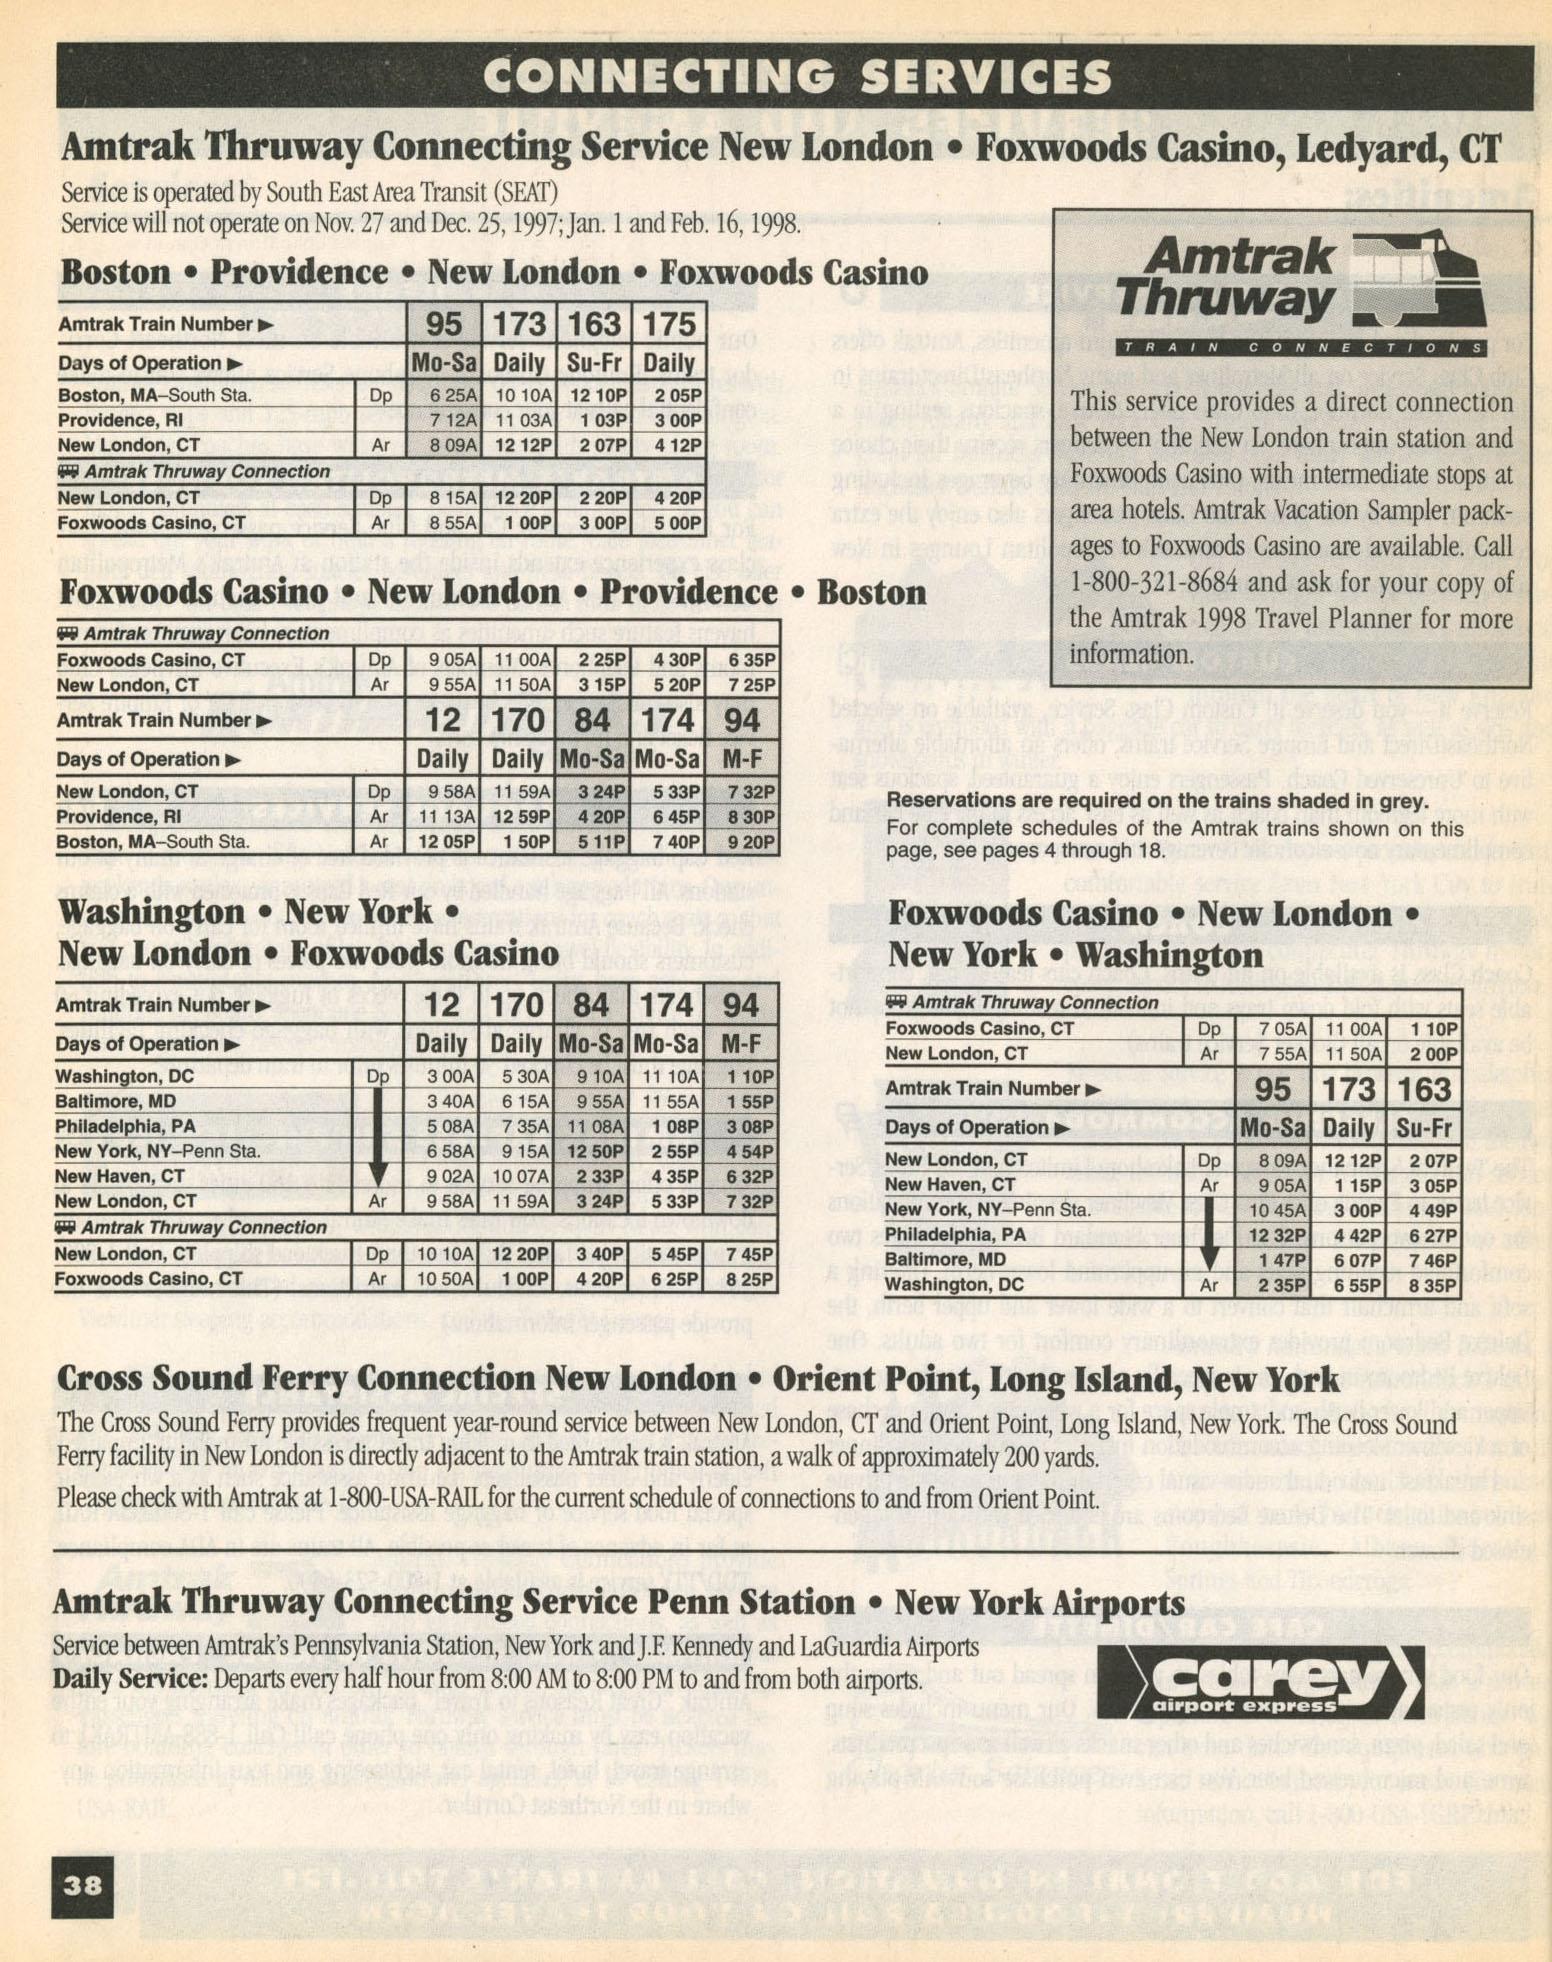 CONNECTING SERVICES
Amtrak Thruway Connecting Service New London • Foxwoods Casino, Ledyard, CT
Service is operated by South East Area Transit (SEAT)
Service will not operate on Nov. 27 and Dec. 25, 1997; Jan. 1 and Feb. 16, 1998.
Boston • Providence • New London • Foxwoods Casino
Amtrak Train Number ► 95 173 163 175
Days of Operation ► Mo-Sa Daily Su-Fr Daily
Boston, MA–South Sta. Dp 6 25A 10 10A 12 10P 2 05P
Providence, RI 7 12A 11 03A 1 03P 3 00P
New London, CT Ar 8 09A 12 12P 2 07P 4 12P
Amtrak Thruway Connection
New London, CT Dp 8 15A 12 20P 2 20P 4 20P
Foxwoods Casino, CT Ar 8 55A 1 00P 3 00P 5 00P
Amtrak
Thruway
TRAIN CONNECTIONS
This service provides a direct connection
between the New London train station and
Foxwoods Casino with intermediate stops at
area hotels. Amtrak Vacation Sampler pack-
ages to Foxwoods Casino are available. Call
1-800-321-8684 and ask for your copy of
the Amtrak 1998 Travel Planner for more
information.
Foxwoods Casino • New London • Providence • Boston
Amtrak Thruway Connection
Foxwoods Casino, CT Dp 9 05A 11 00A 2 25P 4 30P 6 35P
New London, CT Ar 9 55A 11 50A 3 15P 5 20P 7 25P
Amtrak Train Number ► 12 170 84 174 94
Days of Operation ► Daily Daily Mo-Sa Mo-Sa M-F
New London, CT Dp 9 58A 11 59A 3 24P 5 33P 7 32P
Providence, RI Ar 11 13A 12 59P 4 20P 6 45P 8 30P
Boston, MA–South Sta. Ar 12 05P 1 50P 5 11P 7 40P 9 20P
Reservations are required on the trains shaded in grey.
For complete schedules of the Amtrak trains shown on this
page, see pages 4 through 18.
Washington • New York •
New London • Foxwoods Casino
Amtrak Train Number ► 12 170 84 174 94
Days of Operation ► Daily Daily Mo-Sa Mo-Sa M-F
Washington, DC Dp 3 00A 5 30A 9 10A 11 10A 1 10P
Baltimore, MD 3 40A 6 15A 9 55A 11 55A 1 55P
Philadelphia, PA 5 08A 7 35A 11 08A 1 08P 3 08P
New York, NY–Penn Sta. 6 58A 9 15A 12 50P 2 55P 4 54P
New Haven, CT 9 02A 10 07A 2 33P 4 35P 6 32P
New London, CT Ar 9 58A 11 59A 3 24P 5 33P 7 32P
Amtrak Thruway Connection
New London, CT Dp 10 10A 12 20P 3 40P 5 45P 7 45P
Foxwoods Casino, CT Ar 10 50A 1 00P 4 20P 6 25P 8 25P
Foxwoods Casino • New London •
New York • Washington
Amtrak Thruway Connection
Foxwoods Casino, CT Dp 7 05A 11 00A 1 10P
New London, CT Ar 7 55A 11 50A 2 00P
Amtrak Train Number ► 95 173 163
Days of Operation ► Mo-Sa Daily Su-Fr
New London, CT Dp 8 09A 12 12P 2 07P
New Haven, CT Ar 9 05A 1 15P 3 05P
New York, NY–Penn Sta. 10 45A 3 00P 4 49P
Philadelphia, PA 12 32P 4 42P 6 27P
Baltimore, MD 1 47P 6 07P 7 46P
Washington, DC Ar 2 35P 6 55P 8 35P
Cross Sound Ferry Connection New London • Orient Point, Long Island, New York
The Cross Sound Ferry provides frequent year-round service between New London, CT and Orient Point, Long Island, New York. The Cross Sound
Ferry facility in New London is directly adjacent to the Amtrak train station, a walk of approximately 200 yards.
Please check with Amtrak at 1-800-USA-RAIL for the current schedule of connections to and from Orient Point.
Amtrak Thruway Connecting Service Penn Station • New York Airports
Service between Amtrak's Pennsylvania Station, New York and J.F. Kennedy and LaGuardia Airports
Daily Service: Departs every half hour from 8:00 AM to 8:00 PM to and from both airports.
carey
airport express
38